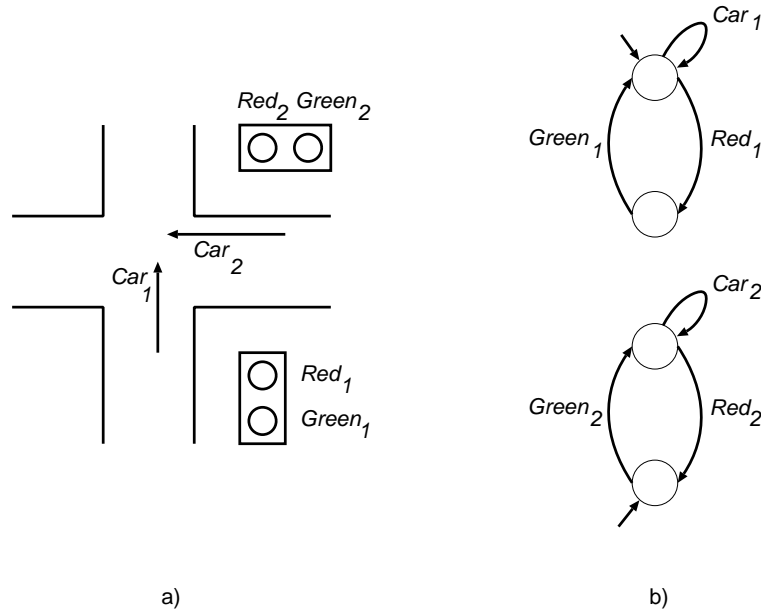 Red₂ Green₂
Car₂
Car₁
Red₁
Green₁
a)
Car₁
Green₁ Red₁
Car₂
Green₂ Red₂
b)